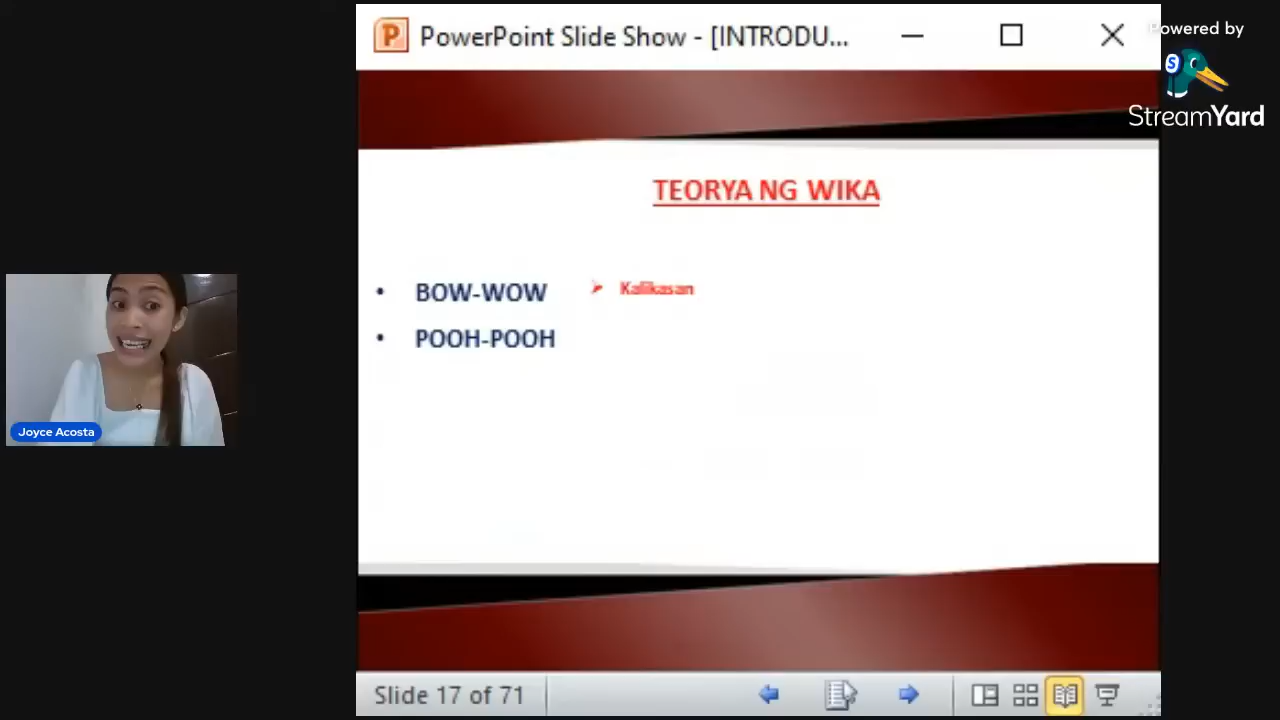 PowerPoint Slide Show - [INTRODU...
Powered by
StreamYard
TEORYA NG WIKA
• BOW-WOW
➤ Kalikasan
• POOH-POOH
Joyce Acosta
Slide 17 of 71